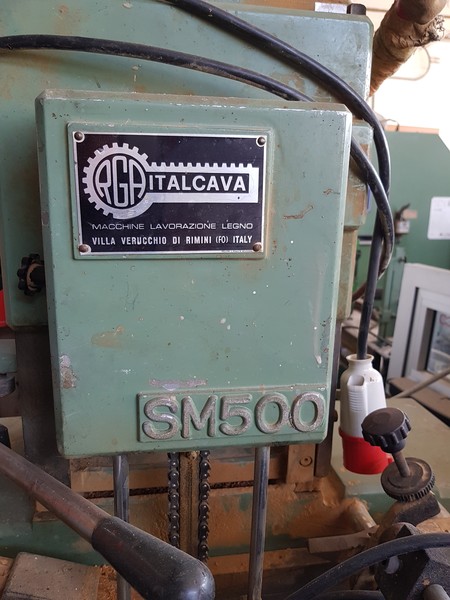 RGA ITALCAVA
MACCHINE LAVORAZIONE LEGNO
VILLA VERUCCHIO DI RIMINI (FO) ITALY
SM500